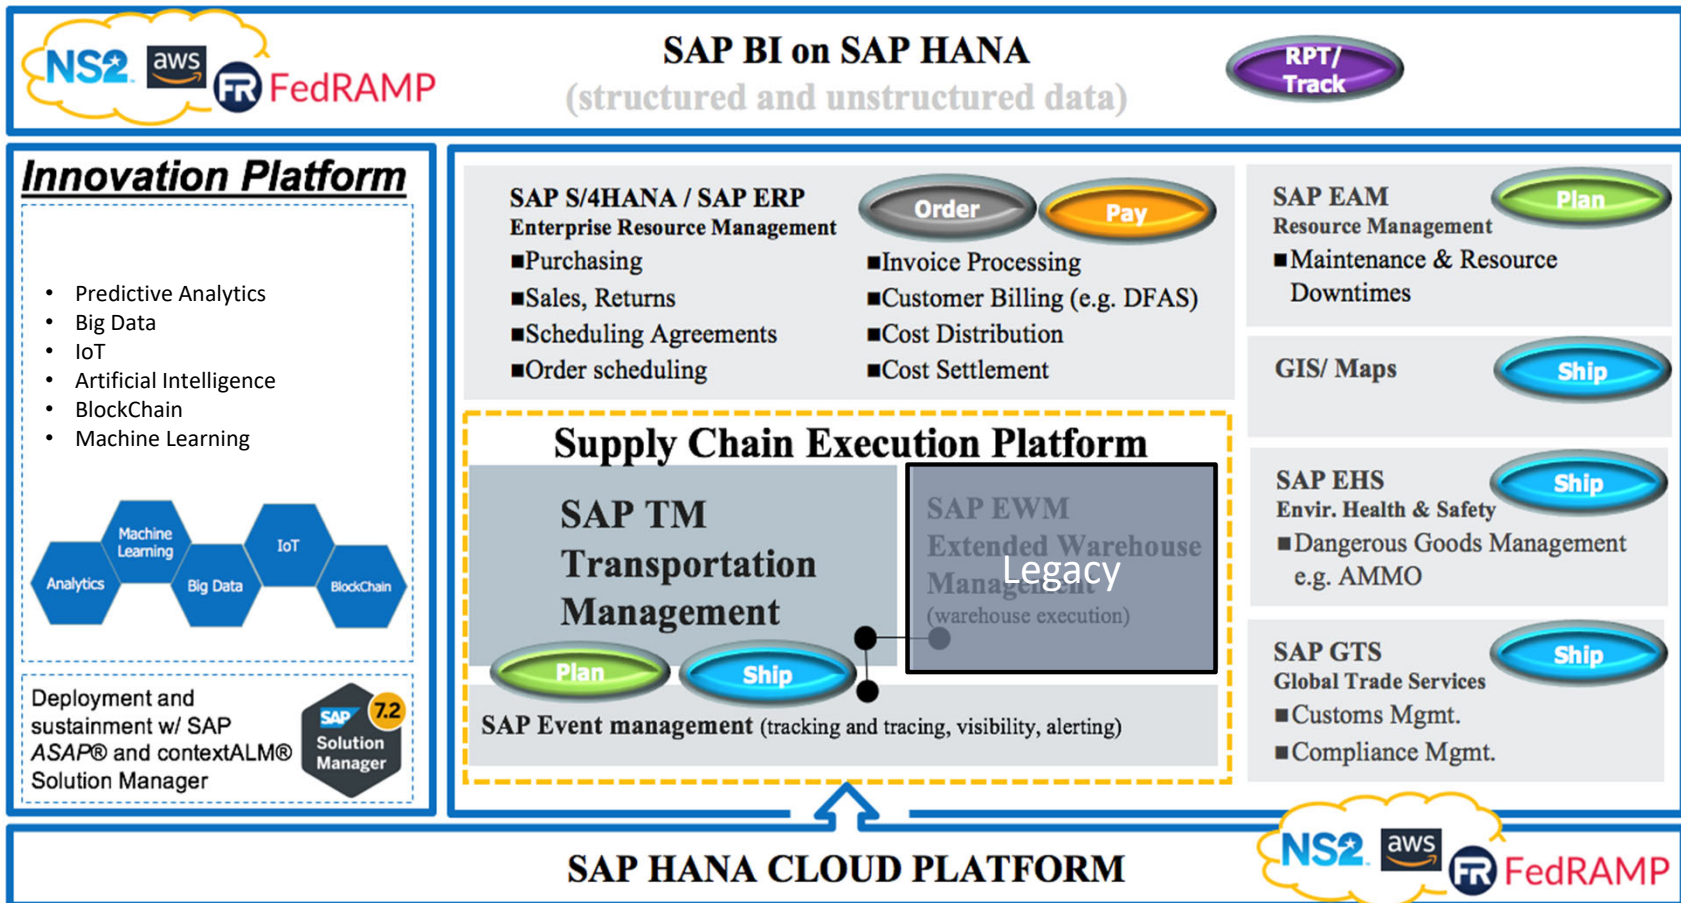 NS2
aws
FR FedRAMP
SAP BI on SAP HANA
(structured and unstructured data)
RPT/
Track
Innovation Platform
• Predictive Analytics
• Big Data
• IoT
• Artificial Intelligence
• BlockChain
• Machine Learning
Analytics
Machine
Learning
Big Data
IoT
BlockChain
Deployment and
sustainment w/ SAP
ASAP® and contextALM®
Solution Manager
SAP 7.2
Solution
Manager
SAP S/4HANA / SAP ERP
Enterprise Resource Management
Order
Pay
■Purchasing
■Sales, Returns
■Scheduling Agreements
■Order scheduling
■Invoice Processing
■Customer Billing (e.g. DFAS)
■Cost Distribution
■Cost Settlement
Supply Chain Execution Platform
SAP TM
Transportation
Management
Plan
Ship
SAP EWM
Extended Warehouse
Management
(warehouse execution)
Legacy
SAP Event management (tracking and tracing, visibility, alerting)
SAP EAM
Resource Management
Plan
■Maintenance & Resource
Downtimes
GIS/ Maps
Ship
SAP EHS
Envir. Health & Safety
Ship
■Dangerous Goods Management
e.g. AMMO
SAP GTS
Global Trade Services
Ship
■Customs Mgmt.
■Compliance Mgmt.
SAP HANA CLOUD PLATFORM
NS2
aws
FR FedRAMP